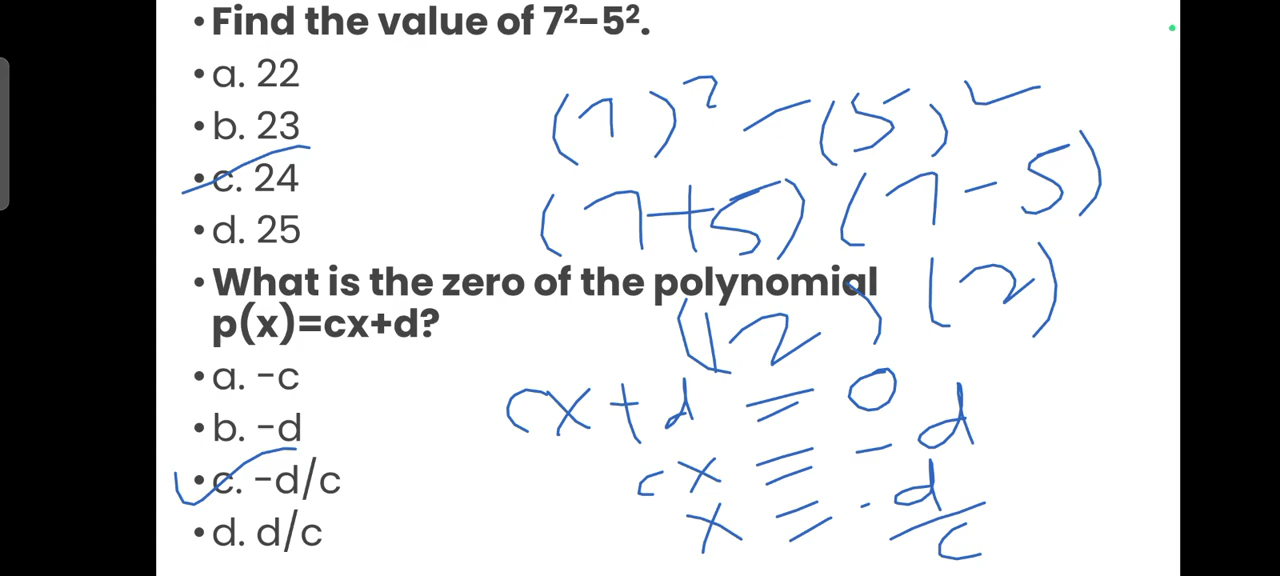 • Find the value of 7²−5².
• a. 22
• b. 23
• c. 24
• d. 25
(7)² − (5)²
(7+5) (7−5)
(12) (2)
• What is the zero of the polynomial
p(x)=cx+d?
• a. -c
• b. -d
• c. -d/c
• d. d/c
cx + d = 0
cx = - d
x = - d/c